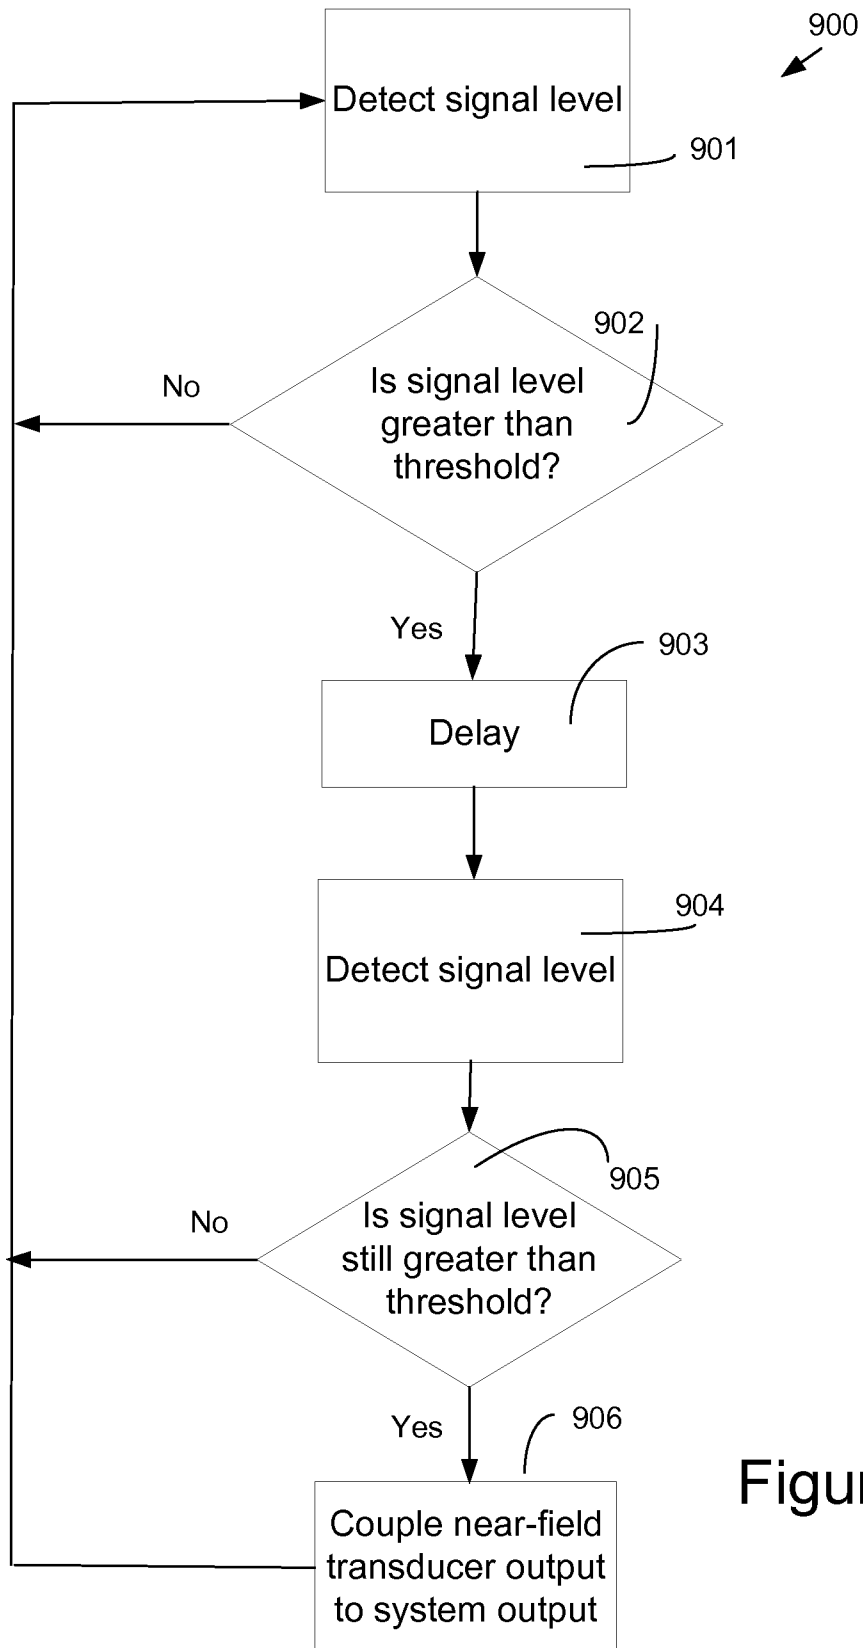 900
Detect signal level
901
902
Is signal level
greater than
threshold?
No
Yes
903
Delay
904
Detect signal level
905
Is signal level
still greater than
threshold?
No
Yes
906
Couple near-field
transducer output
to system output